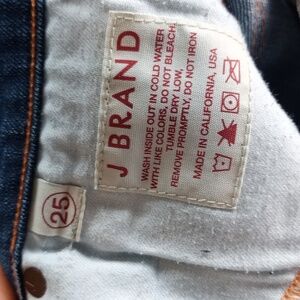 J BRAND
WASH INSIDE OUT IN COLD WATER
WITH LIKE COLORS, DO NOT BLEACH.
TUMBLE DRY LOW,
REMOVE PROMPTLY, DO NOT IRON
MADE IN CALIFORNIA, USA
25